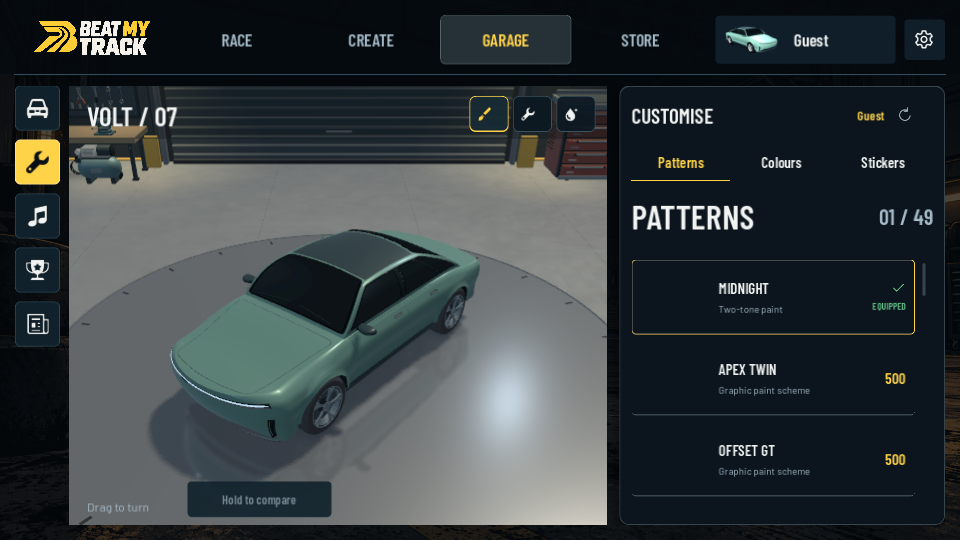 BEAT MY
TRACK
RACE
CREATE
GARAGE
STORE
Guest
VOLT / 07
CUSTOMISE
Guest
Patterns
Colours
Stickers
PATTERNS
01 / 49
MIDNIGHT
Two-tone paint
EQUIPPED
APEX TWIN
Graphic paint scheme
500
OFFSET GT
Graphic paint scheme
500
Hold to compare
Drag to turn